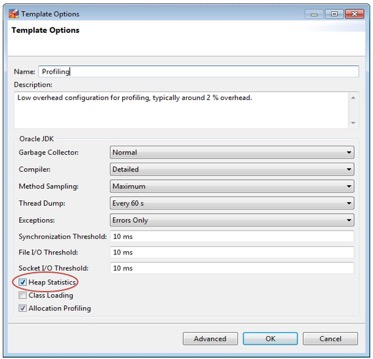 Template Options
Template Options
Name: Profiling
Description:
Low overhead configuration for profiling, typically around 2 % overhead.
Oracle JDK
Garbage Collector: Normal
Compiler: Detailed
Method Sampling: Maximum
Thread Dump: Every 60 s
Exceptions: Errors Only
Synchronization Threshold: 10 ms
File I/O Threshold: 10 ms
Socket I/O Threshold: 10 ms
Heap Statistics
Class Loading
Allocation Profiling
Advanced OK Cancel